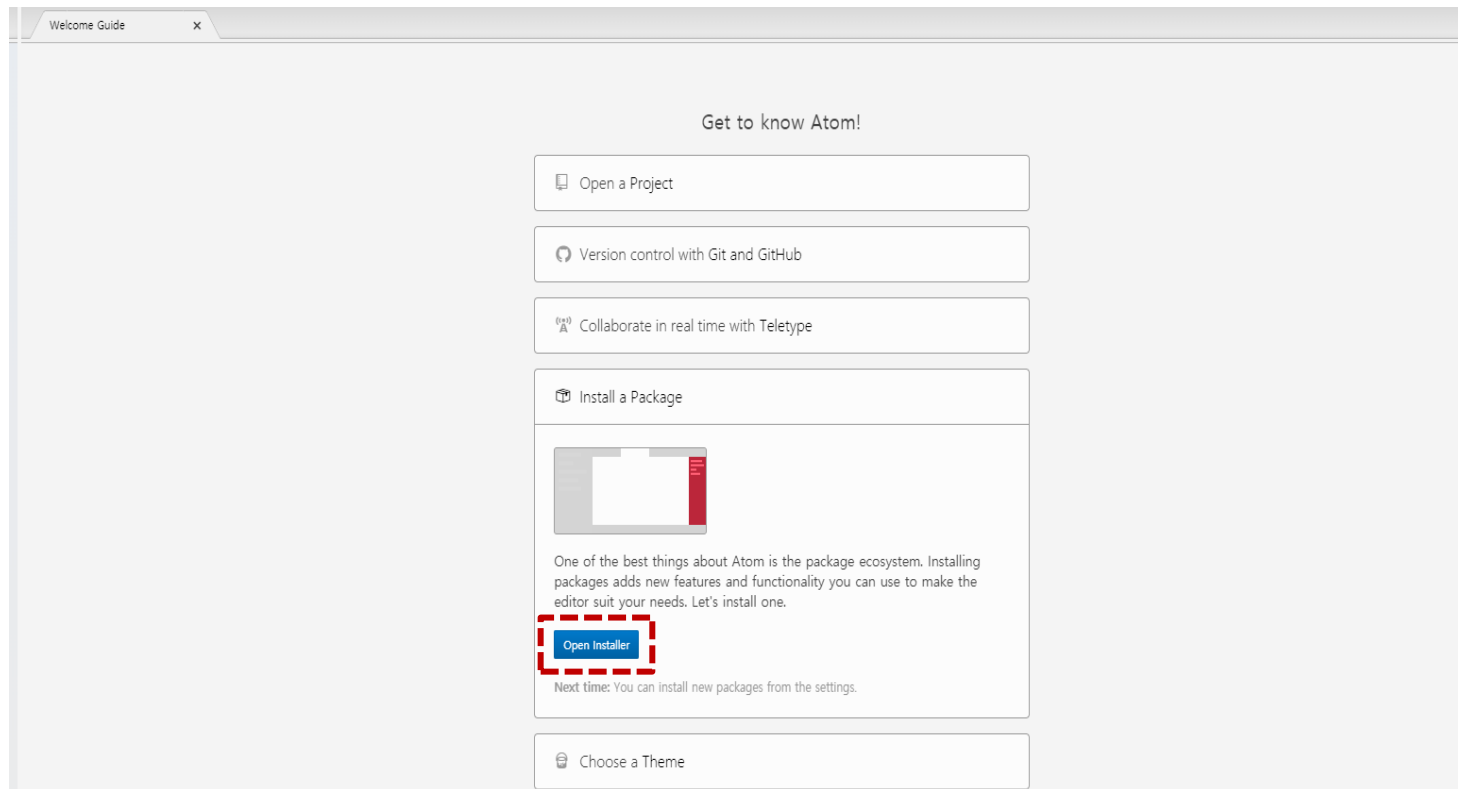 Welcome Guide
Get to know Atom!
Open a Project
Version control with Git and GitHub
Collaborate in real time with Teletype
Install a Package
One of the best things about Atom is the package ecosystem. Installing
packages adds new features and functionality you can use to make the
editor suit your needs. Let's install one.
Open Installer
Next time: You can install new packages from the settings.
Choose a Theme